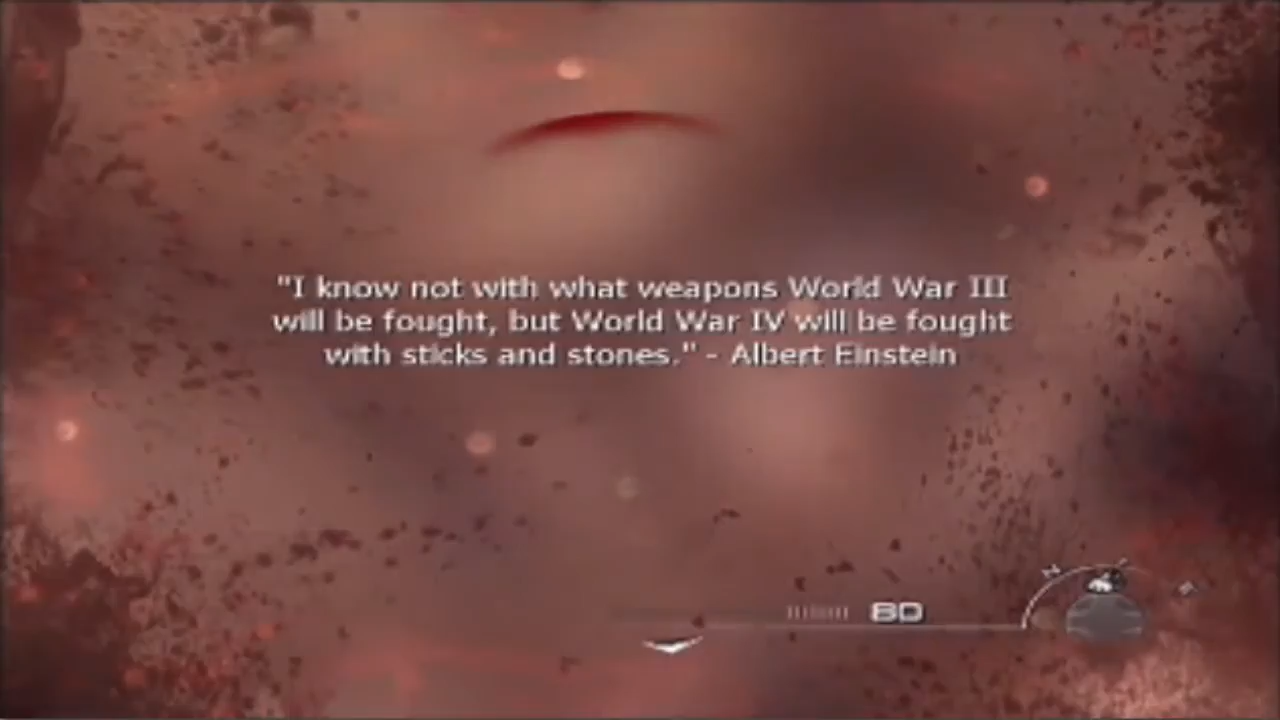 "I know not with what weapons World War III
will be fought, but World War IV will be fought
with sticks and stones." - Albert Einstein
80